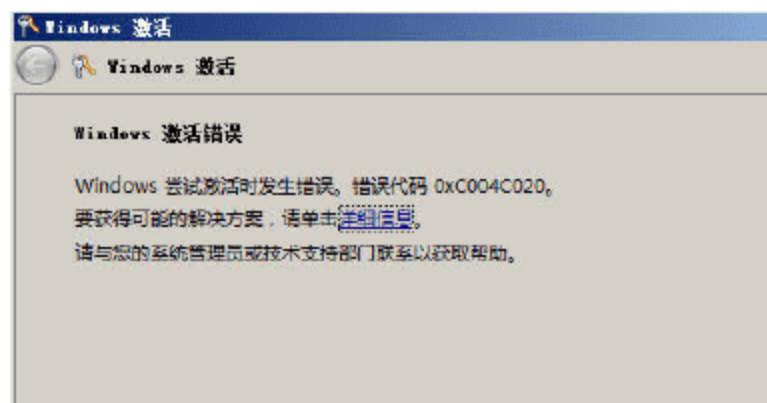 Windows 激活
Windows 激活
Windows 激活错误
Windows 尝试激活时发生错误。错误代码 0xC004C020。
要获得可能的解决方案，请单击详细信息。
请与您的系统管理员或技术支持部门联系以获取帮助。